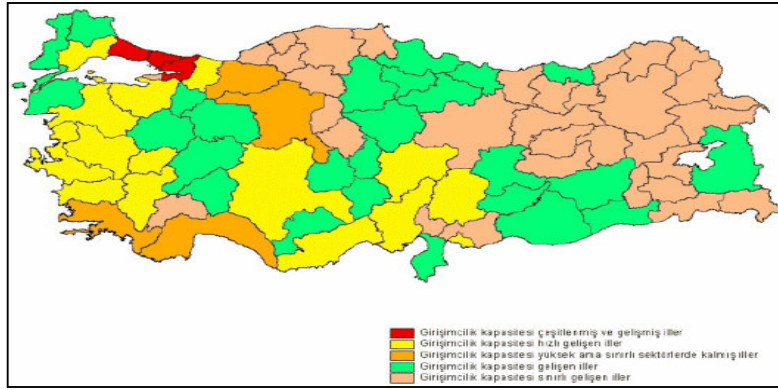 Girişimcilik kapasitesi çeşitlenmiş ve gelişmiş iller
Girişimcilik kapasitesi hızlı gelişen iller
Girişimcilik kapasitesi yüksek ama sınırlı sektörlerde kalmış iller
Girişimcilik kapasitesi gelişen iller
Girişimcilik kapasitesi sınırlı gelişen iller